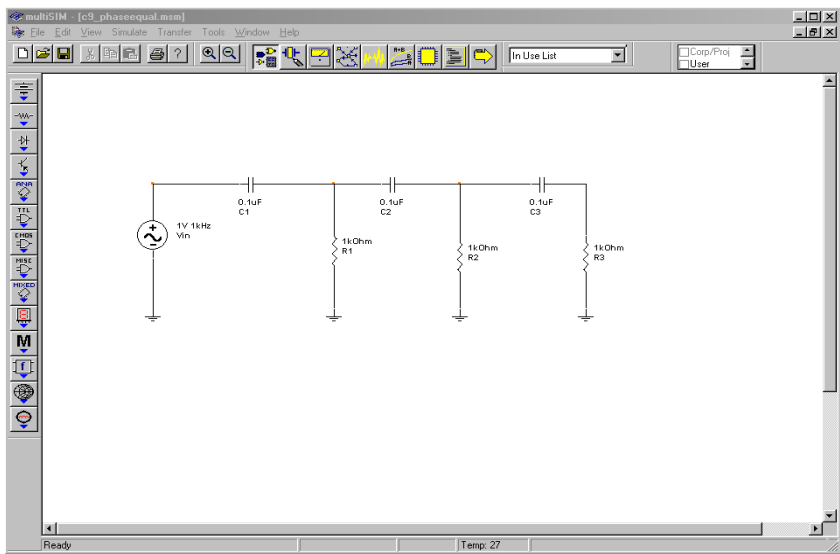 multiSIM - [c9_phaseequal.msm]
File Edit View Simulate Transfer Tools Window Help
In Use List
Corp/Proj
User
ANA
TTL
CMOS
MISC
MIXED
M
f
1V 1kHz
Vin
0.1uF
C1
1kOhm
R1
0.1uF
C2
1kOhm
R2
0.1uF
C3
1kOhm
R3
Ready
Temp: 27